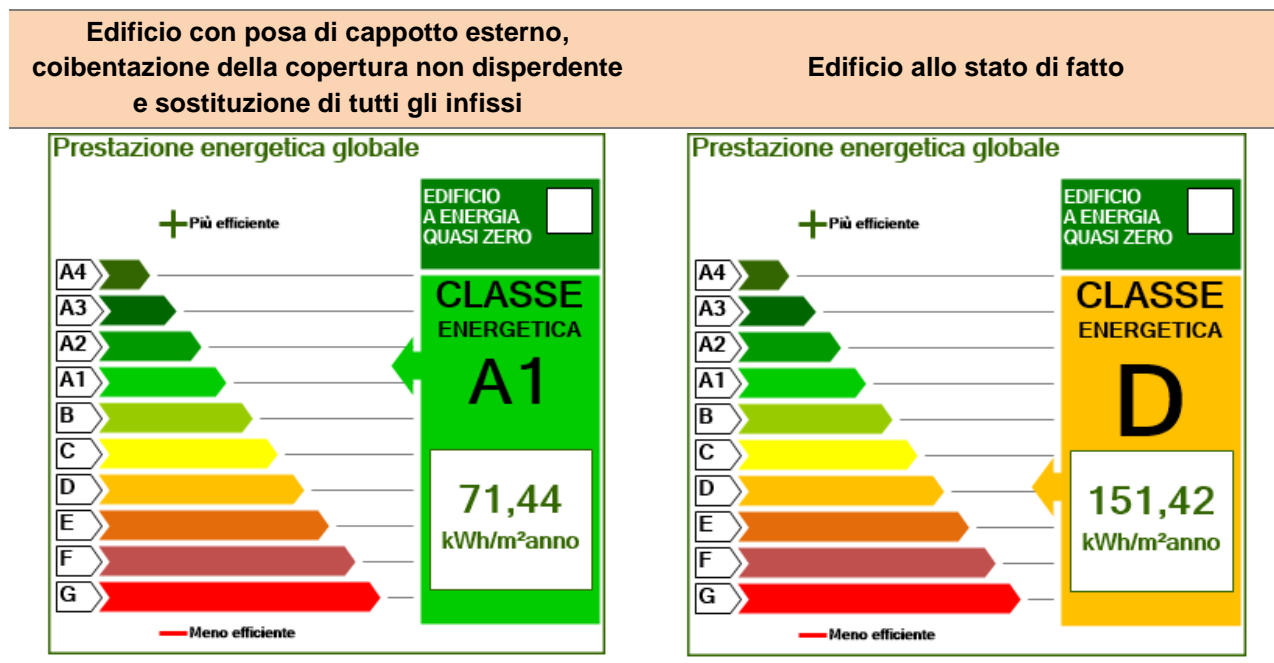 Edificio con posa di cappotto esterno,
coibentazione della copertura non disperdente
e sostituzione di tutti gli infissi
Edificio allo stato di fatto
Prestazione energetica globale
Più efficiente
EDIFICIO
A ENERGIA
QUASI ZERO
A4
A3
A2
A1
B
C
D
E
F
G
CLASSE
ENERGETICA
A1
71,44
kWh/m²anno
Meno efficiente
Prestazione energetica globale
Più efficiente
EDIFICIO
A ENERGIA
QUASI ZERO
A4
A3
A2
A1
B
C
D
E
F
G
CLASSE
ENERGETICA
D
151,42
kWh/m²anno
Meno efficiente